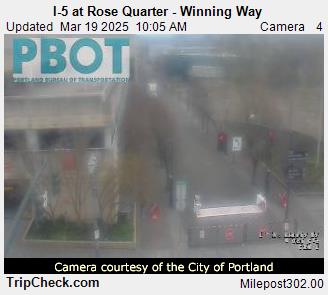 I-5 at Rose Quarter - Winning Way
Updated Mar 19 2025 10:05 AM Camera 4
PBOT
PORTLAND BUREAU OF TRANSPORTATION
Camera courtesy of the City of Portland
TripCheck.com Milepost302.00